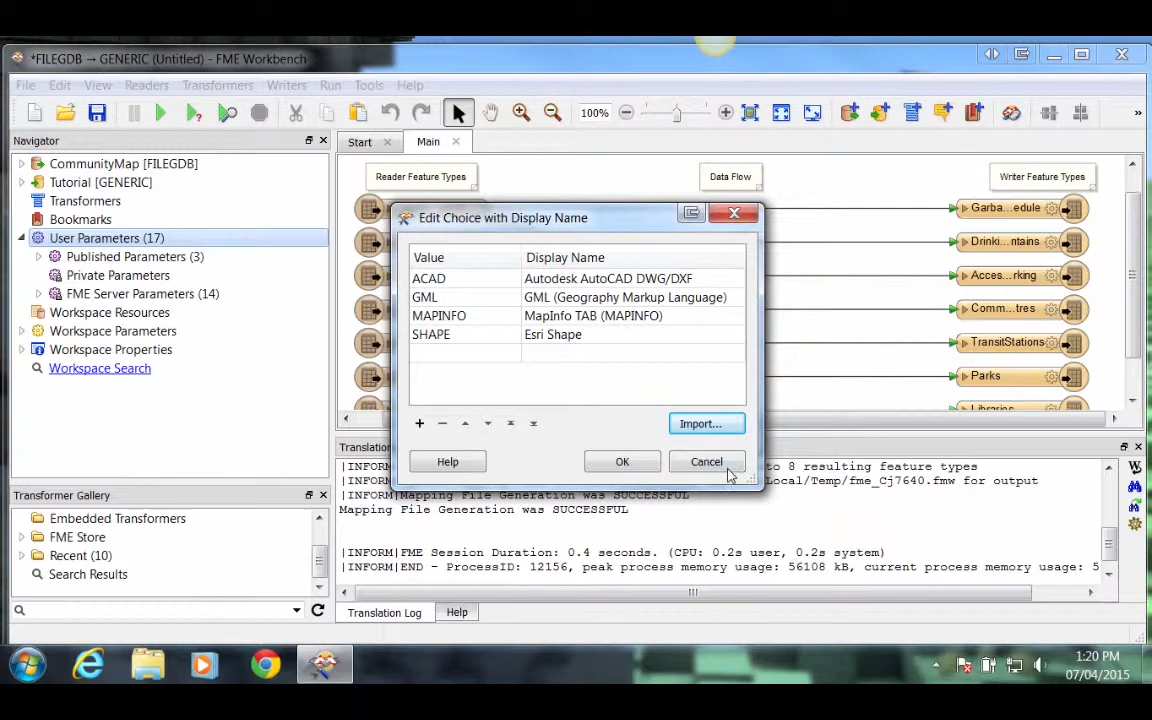 *FILEGDB → GENERIC (Untitled) - FME Workbench
File Edit View Readers Transformers Writers Run Tools Help
100%
Navigator
CommunityMap [FILEGDB]
Tutorial [GENERIC]
Transformers
Bookmarks
User Parameters (17)
Published Parameters (3)
Private Parameters
FME Server Parameters (14)
Workspace Resources
Workspace Parameters
Workspace Properties
Workspace Search
Start Main
Reader Feature Types Data Flow Writer Feature Types
Garba...edule
Drinki...ntains
Acces...rking
Comm...tres
TransitStations
Parks
Libraries
Edit Choice with Display Name
Value Display Name
ACAD Autodesk AutoCAD DWG/DXF
GML GML (Geography Markup Language)
MAPINFO MapInfo TAB (MAPINFO)
SHAPE Esri Shape
Import...
Help OK Cancel
Transformer Gallery
Embedded Transformers
FME Store
Recent (10)
Search Results
|INFORM to 8 resulting feature types
|INFORM Local/Temp/fme_Cj7640.fmw for output
|INFORM|Mapping File Generation was SUCCESSFUL
Mapping File Generation was SUCCESSFUL
|INFORM|FME Session Duration: 0.4 seconds. (CPU: 0.2s user, 0.2s system)
|INFORM|END - ProcessID: 12156, peak process memory usage: 56108 kB, current process memory usage: 5
Translation Log Help
1:20 PM
07/04/2015